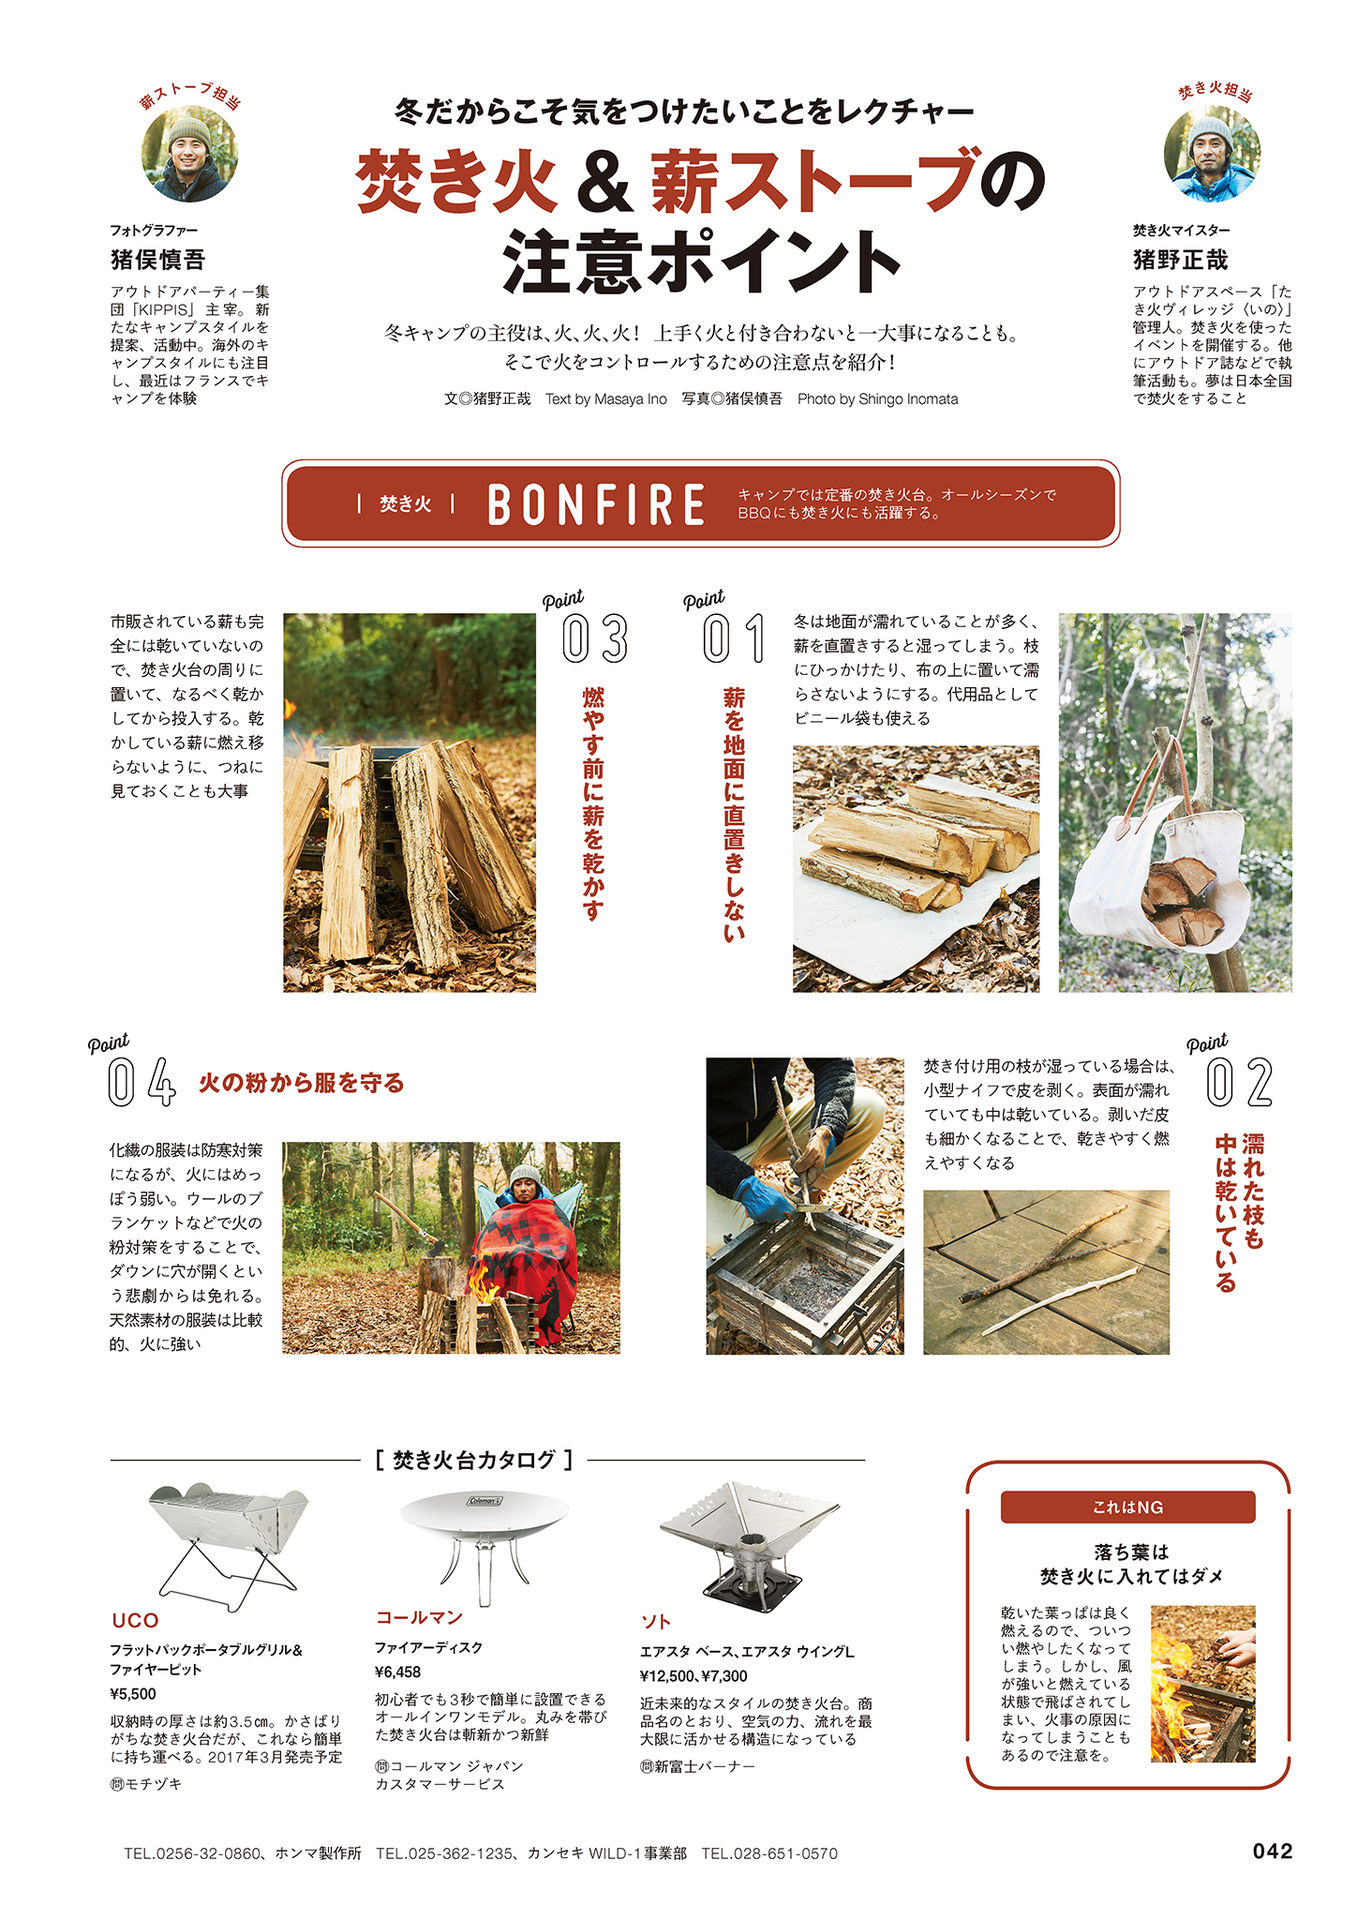 冬だからこそ気をつけたいことをレクチャー
焚き火&薪ストーブの
注意ポイント
冬キャンプの主役は、火、火、火! 上手く火と付き合わないと一大事になることも。
そこで火をコントロールするための注意点を紹介!
文◎猪野正哉 Text by Masaya Ino 写真◎猪俣慎吾 Photo by Shingo Inomata
薪ストーブ担当
フォトグラファー
猪俣慎吾
アウトドアパーティー集
団「KIPPIS」主宰。新
たなキャンプスタイルを
提案、活動中。海外のキ
ャンプスタイルにも注目
し、最近はフランスでキ
ャンプを体験
焚き火担当
焚き火マイスター
猪野正哉
アウトドアスペース「た
き火ヴィレッジ〈いの〉」
管理人。焚き火を使った
イベントを開催する。他
にアウトドア誌などで執
筆活動も。夢は日本全国
で焚火をすること
| 焚き火 | BONFIRE
キャンプでは定番の焚き火台。オールシーズンで
BBQにも焚き火にも活躍する。
Point
01
薪を地面に直置きしない
冬は地面が濡れていることが多く、
薪を直置きすると湿ってしまう。枝
にひっかけたり、布の上に置いて濡
らさないようにする。代用品として
ビニール袋も使える
Point
02
濡れた枝も
中は乾いている
焚き付け用の枝が湿っている場合は、
小型ナイフで皮を剥く。表面が濡れ
ていても中は乾いている。剥いだ皮
も細かくなることで、乾きやすく燃
えやすくなる
Point
03
燃やす前に薪を乾かす
市販されている薪も完
全には乾いていないの
で、焚き火台の周りに
置いて、なるべく乾か
してから投入する。乾
かしている薪に燃え移
らないように、つねに
見ておくことも大事
Point
04
火の粉から服を守る
化繊の服装は防寒対策
になるが、火にはめっ
ぽう弱い。ウールのブ
ランケットなどで火の
粉対策をすることで、
ダウンに穴が開くとい
う悲劇からは免れる。
天然素材の服装は比較
的、火に強い
[ 焚き火台カタログ ]
UCO
フラットパックポータブルグリル&
ファイヤーピット
¥5,500
収納時の厚さは約3.5㎝。かさばり
がちな焚き火台だが、これなら簡単
に持ち運べる。2017年3月発売予定
㉄モチヅキ
Coleman
コールマン
ファイアーディスク
¥6,458
初心者でも3秒で簡単に設置できる
オールインワンモデル。丸みを帯び
た焚き火台は斬新かつ新鮮
㉄コールマン ジャパン
カスタマーサービス
ソト
エアスタ ベース、エアスタ ウイングL
¥12,500、¥7,300
近未来的なスタイルの焚き火台。商
品名のとおり、空気の力、流れを最
大限に活かせる構造になっている
㉄新富士バーナー
これはNG
落ち葉は
焚き火に入れてはダメ
乾いた葉っぱは良く
燃えるので、ついつ
い燃やしたくなって
しまう。しかし、風
が強いと燃えている
状態で飛ばされてし
まい、火事の原因に
なってしまうことも
あるので注意を。
TEL.0256-32-0860、ホンマ製作所 TEL.025-362-1235、カンセキ WILD-1事業部 TEL.028-651-0570
042